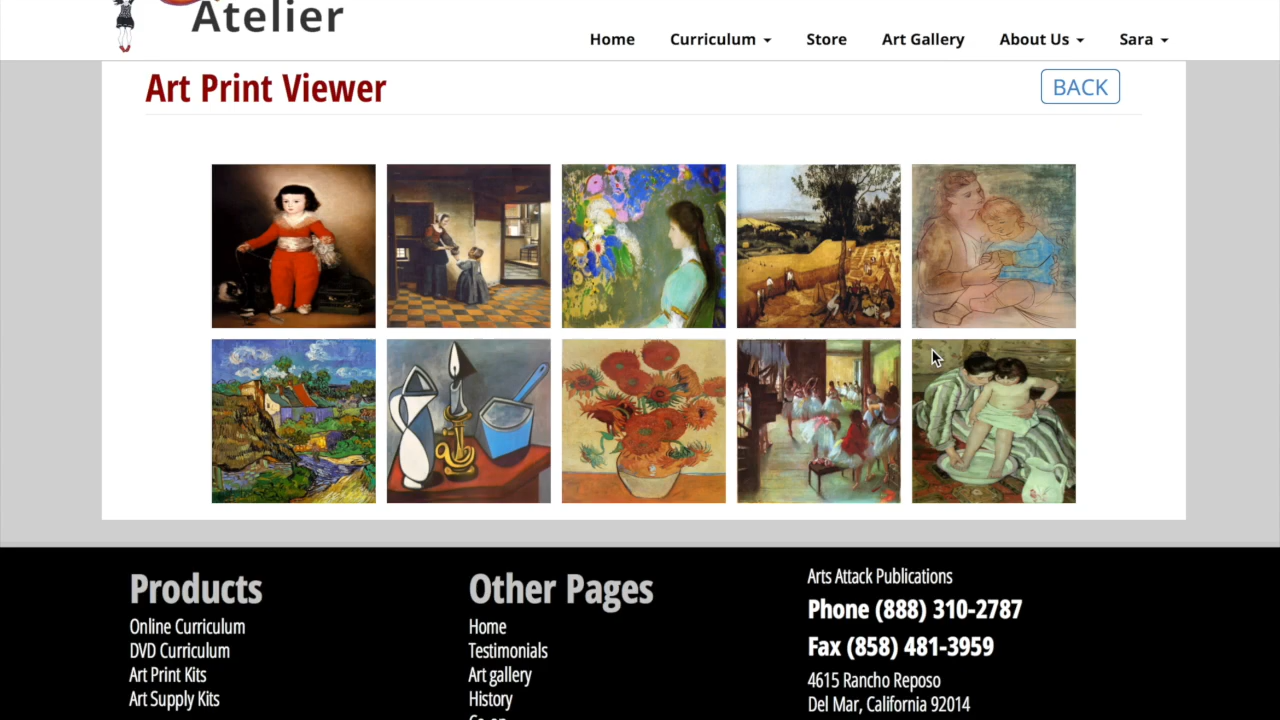 Atelier
Home Curriculum Store Art Gallery About Us Sara
Art Print Viewer
BACK
Products
Online Curriculum
DVD Curriculum
Art Print Kits
Art Supply Kits
Other Pages
Home
Testimonials
Art gallery
History
Arts Attack Publications
Phone (888) 310-2787
Fax (858) 481-3959
4615 Rancho Reposo
Del Mar, California 92014